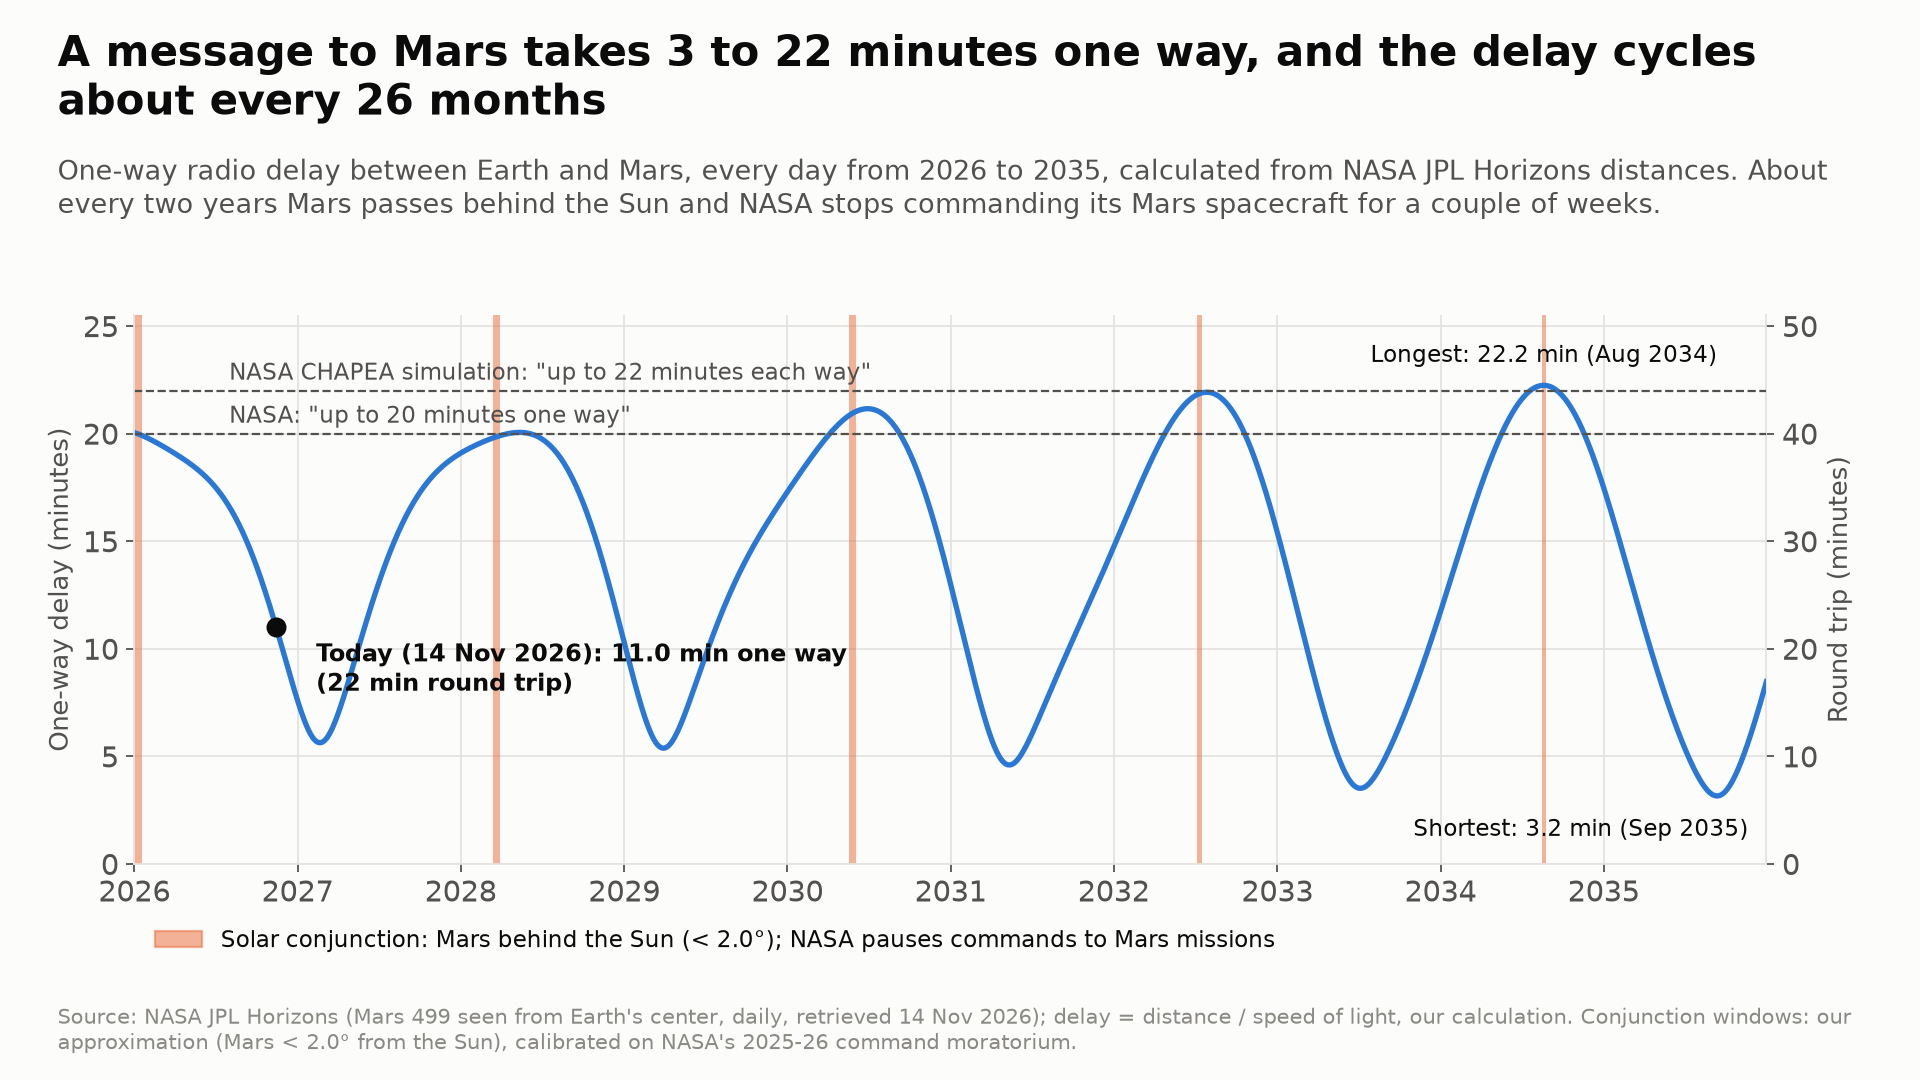 A message to Mars takes 3 to 22 minutes one way, and the delay cycles
about every 26 months
One-way radio delay between Earth and Mars, every day from 2026 to 2035, calculated from NASA JPL Horizons distances. About
every two years Mars passes behind the Sun and NASA stops commanding its Mars spacecraft for a couple of weeks.
One-way delay (minutes)
25
20
15
10
5
0
NASA CHAPEA simulation: "up to 22 minutes each way"
NASA: "up to 20 minutes one way"
Longest: 22.2 min (Aug 2034)
Today (14 Nov 2026): 11.0 min one way
(22 min round trip)
Shortest: 3.2 min (Sep 2035)
50
40
30
20
10
0
Round trip (minutes)
2026 2027 2028 2029 2030 2031 2032 2033 2034 2035
Solar conjunction: Mars behind the Sun (< 2.0°); NASA pauses commands to Mars missions
Source: NASA JPL Horizons (Mars 499 seen from Earth's center, daily, retrieved 14 Nov 2026); delay = distance / speed of light, our calculation. Conjunction windows: our
approximation (Mars < 2.0° from the Sun), calibrated on NASA's 2025-26 command moratorium.